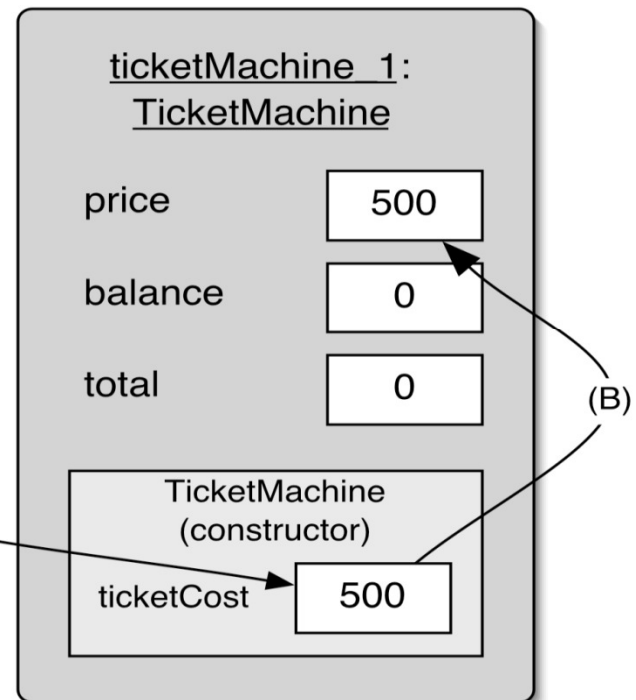 ticketMachine_1:
TicketMachine
price 500
balance 0
total 0
(B)
TicketMachine
(constructor)
ticketCost 500